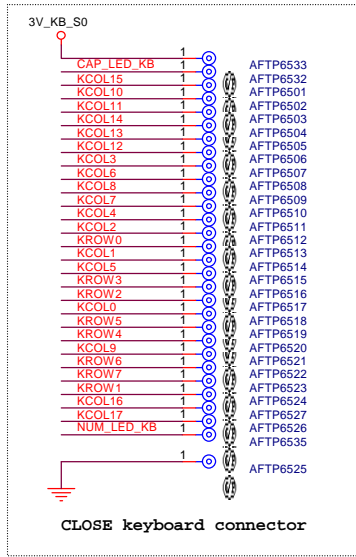 3V_KB_S0
1 AFTP6533
CAP_LED_KB 1 AFTP6532
KCOL15 1 AFTP6501
KCOL10 1 AFTP6502
KCOL11 1 AFTP6503
KCOL14 1 AFTP6504
KCOL13 1 AFTP6505
KCOL12 1 AFTP6506
KCOL3 1 AFTP6507
KCOL6 1 AFTP6508
KCOL8 1 AFTP6509
KCOL7 1 AFTP6510
KCOL4 1 AFTP6511
KCOL2 1 AFTP6512
KROW0 1 AFTP6513
KCOL1 1 AFTP6514
KCOL5 1 AFTP6515
KROW3 1 AFTP6516
KROW2 1 AFTP6517
KCOL0 1 AFTP6518
KROW5 1 AFTP6519
KROW4 1 AFTP6520
KCOL9 1 AFTP6521
KROW6 1 AFTP6522
KROW7 1 AFTP6523
KROW1 1 AFTP6524
KCOL16 1 AFTP6527
KCOL17 1 AFTP6526
NUM_LED_KB 1 AFTP6535
1 AFTP6525
CLOSE keyboard connector